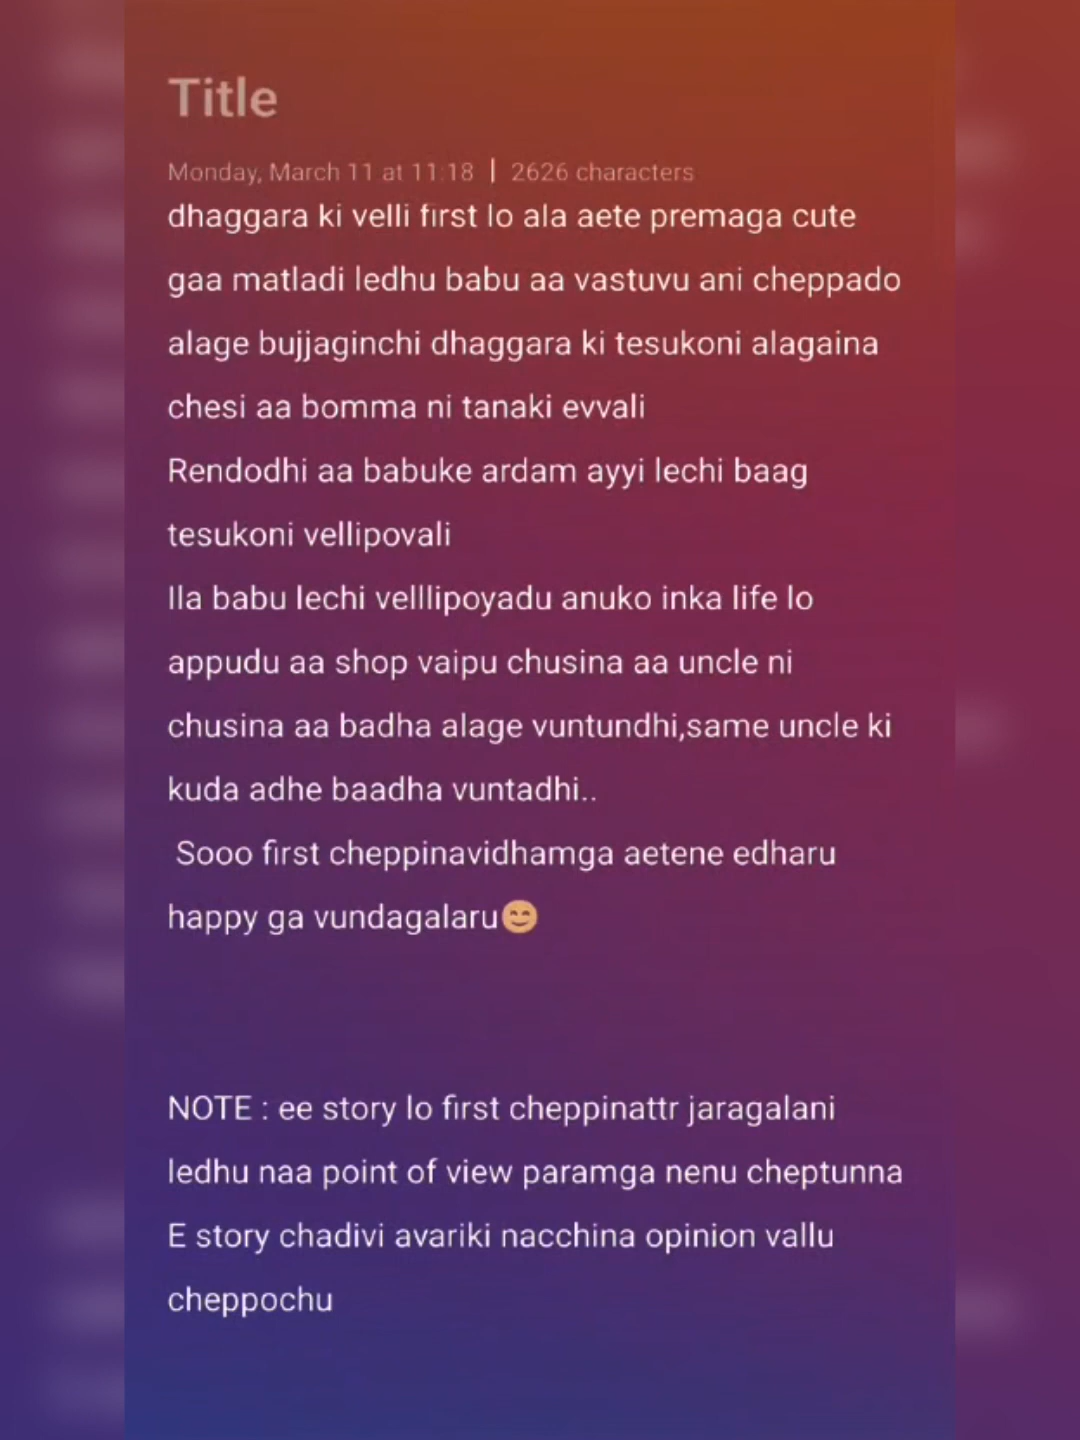 Title
Monday, March 11 at 11:18 | 2626 characters
dhaggara ki velli first lo ala aete premaga cute
gaa matladi ledhu babu aa vastuvu ani cheppado
alage bujjaginchi dhaggara ki tesukoni alagaina
chesi aa bomma ni tanaki evvali
Rendodhi aa babuke ardam ayyi lechi baag
tesukoni vellipovali
Ila babu lechi velllipoyadu anuko inka life lo
appudu aa shop vaipu chusina aa uncle ni
chusina aa badha alage vuntundhi,same uncle ki
kuda adhe baadha vuntadhi..
Sooo first cheppinavidhamga aetene edharu
happy ga vundagalaru😊
NOTE : ee story lo first cheppinattr jaragalani
ledhu naa point of view paramga nenu cheptunna
E story chadivi avariki nacchina opinion vallu
cheppochu